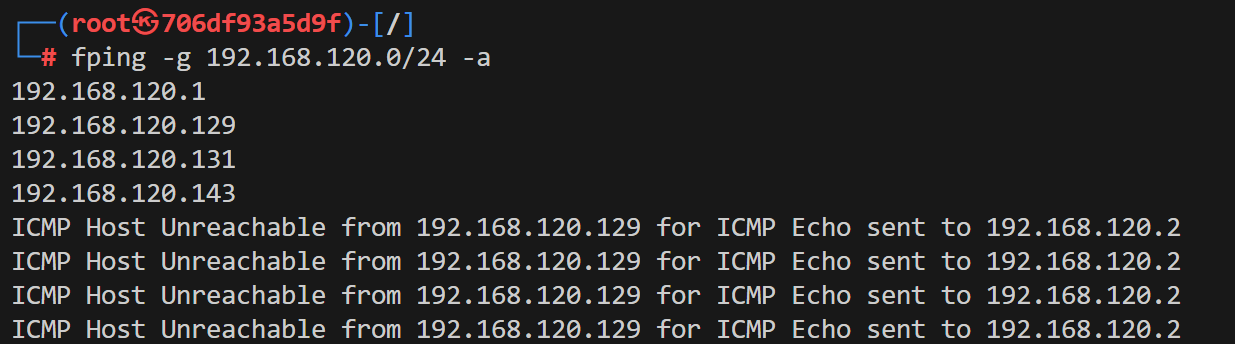 ┌──(root㉿706df93a5d9f)-[/]
└─# fping -g 192.168.120.0/24 -a
192.168.120.1
192.168.120.129
192.168.120.131
192.168.120.143
ICMP Host Unreachable from 192.168.120.129 for ICMP Echo sent to 192.168.120.2
ICMP Host Unreachable from 192.168.120.129 for ICMP Echo sent to 192.168.120.2
ICMP Host Unreachable from 192.168.120.129 for ICMP Echo sent to 192.168.120.2
ICMP Host Unreachable from 192.168.120.129 for ICMP Echo sent to 192.168.120.2